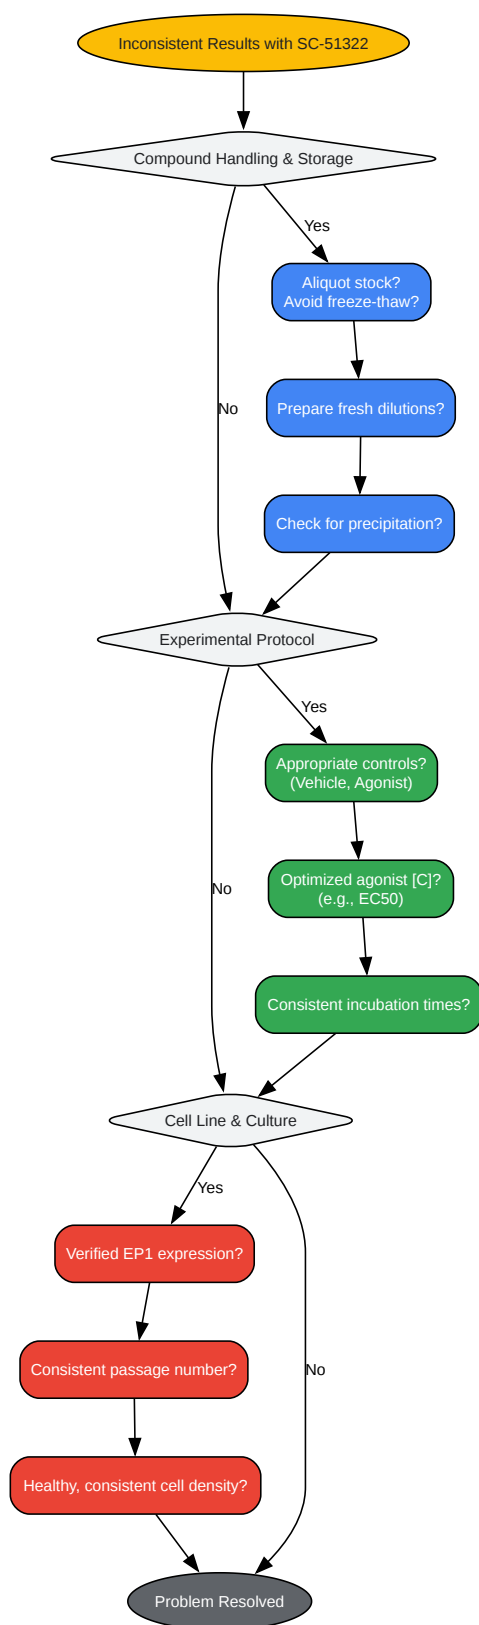 Inconsistent Results with SC-51322
Compound Handling & Storage
Yes
Aliquot stock?
Avoid freeze-thaw?
No
Prepare fresh dilutions?
Check for precipitation?
Experimental Protocol
Yes
Appropriate controls?
(Vehicle, Agonist)
No
Optimized agonist [C]?
(e.g., EC50)
Consistent incubation times?
Cell Line & Culture
Yes
Verified EP1 expression?
Consistent passage number?
No
Healthy, consistent cell density?
Problem Resolved